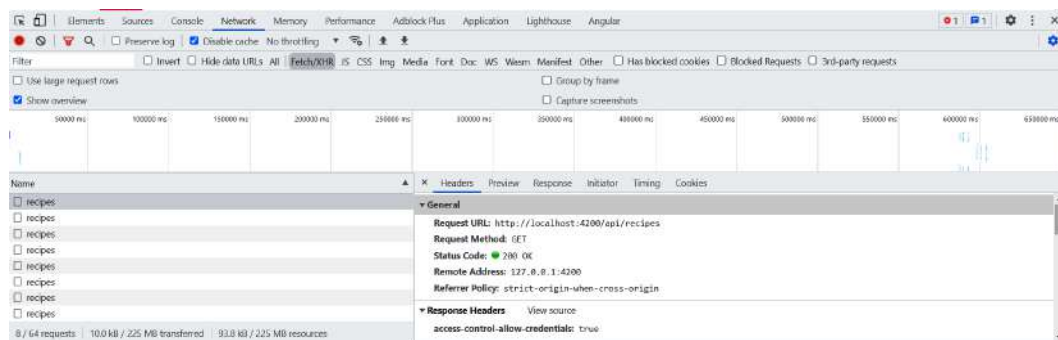 Elements Sources Console Network Memory Performance Adblock Plus Application Lighthouse Angular 1 1
Preserve log Disable cache No throttling
Filter Invert Hide data URLs All Fetch/XHR JS CSS Img Media Font Doc WS Wasm Manifest Other Has blocked cookies Blocked Requests 3rd-party requests
Use large request rows Group by frame
Show overview Capture screenshots
50000 ms 100000 ms 150000 ms 200000 ms 250000 ms 300000 ms 350000 ms 400000 ms 450000 ms 500000 ms 550000 ms 600000 ms 650000 ms
Name
recipes
recipes
recipes
recipes
recipes
recipes
recipes
recipes
8 / 64 requests 10.0 kB / 225 MB transferred 93.8 kB / 225 MB resources
Headers Preview Response Initiator Timing Cookies
General
Request URL: http://localhost:4200/api/recipes
Request Method: GET
Status Code: 200 OK
Remote Address: 127.0.0.1:4200
Referrer Policy: strict-origin-when-cross-origin
Response Headers View source
access-control-allow-credentials: true